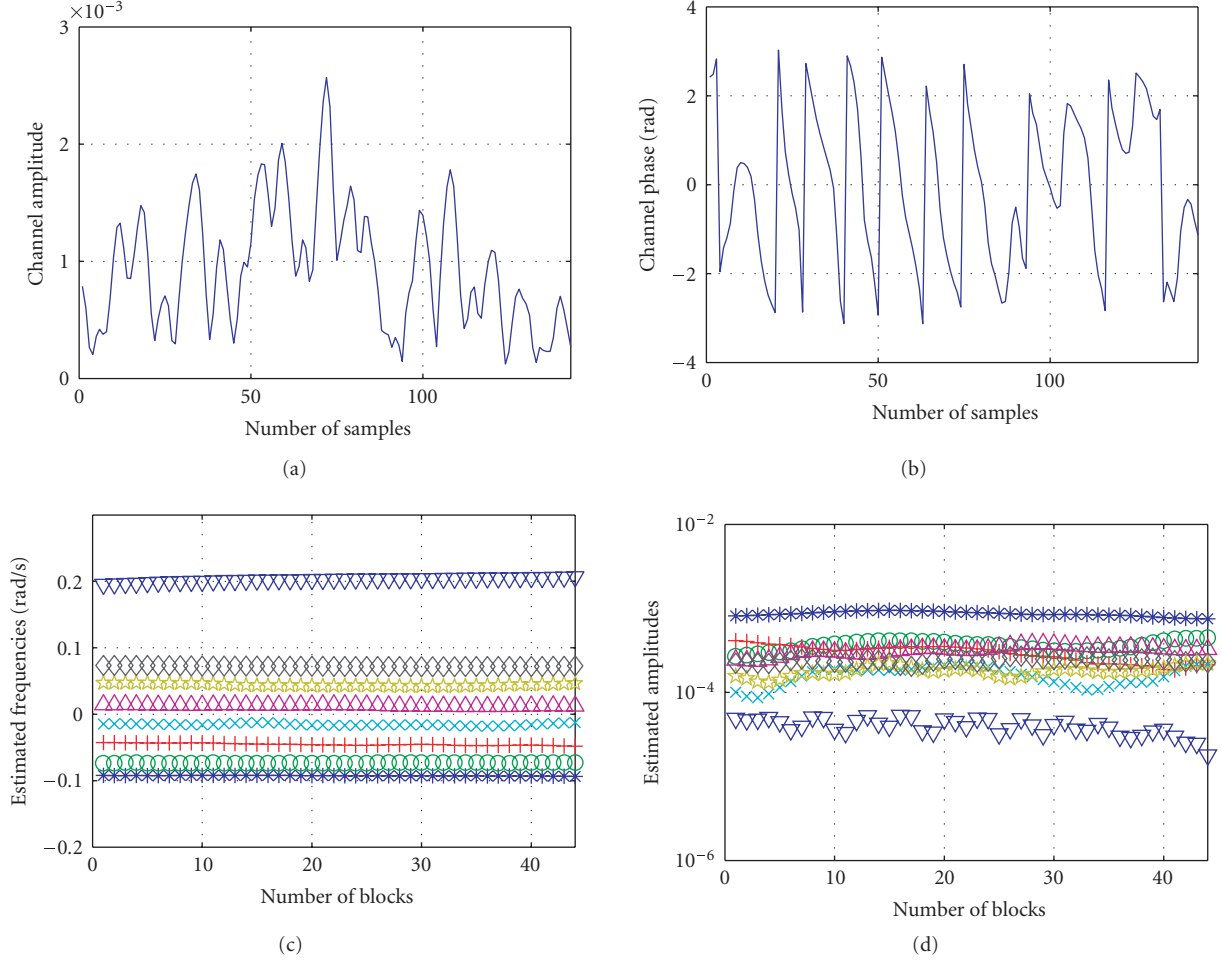 ×10−3
3
2
1
0
Channel amplitude
0 50 100
Number of samples
(a)
4
2
0
−2
−4
Channel phase (rad)
0 50 100
Number of samples
(b)
0.2
0.1
0
−0.1
−0.2
Estimated frequencies (rad/s)
0 10 20 30 40
Number of blocks
(c)
10−2
10−4
10−6
Estimated amplitudes
0 10 20 30 40
Number of blocks
(d)